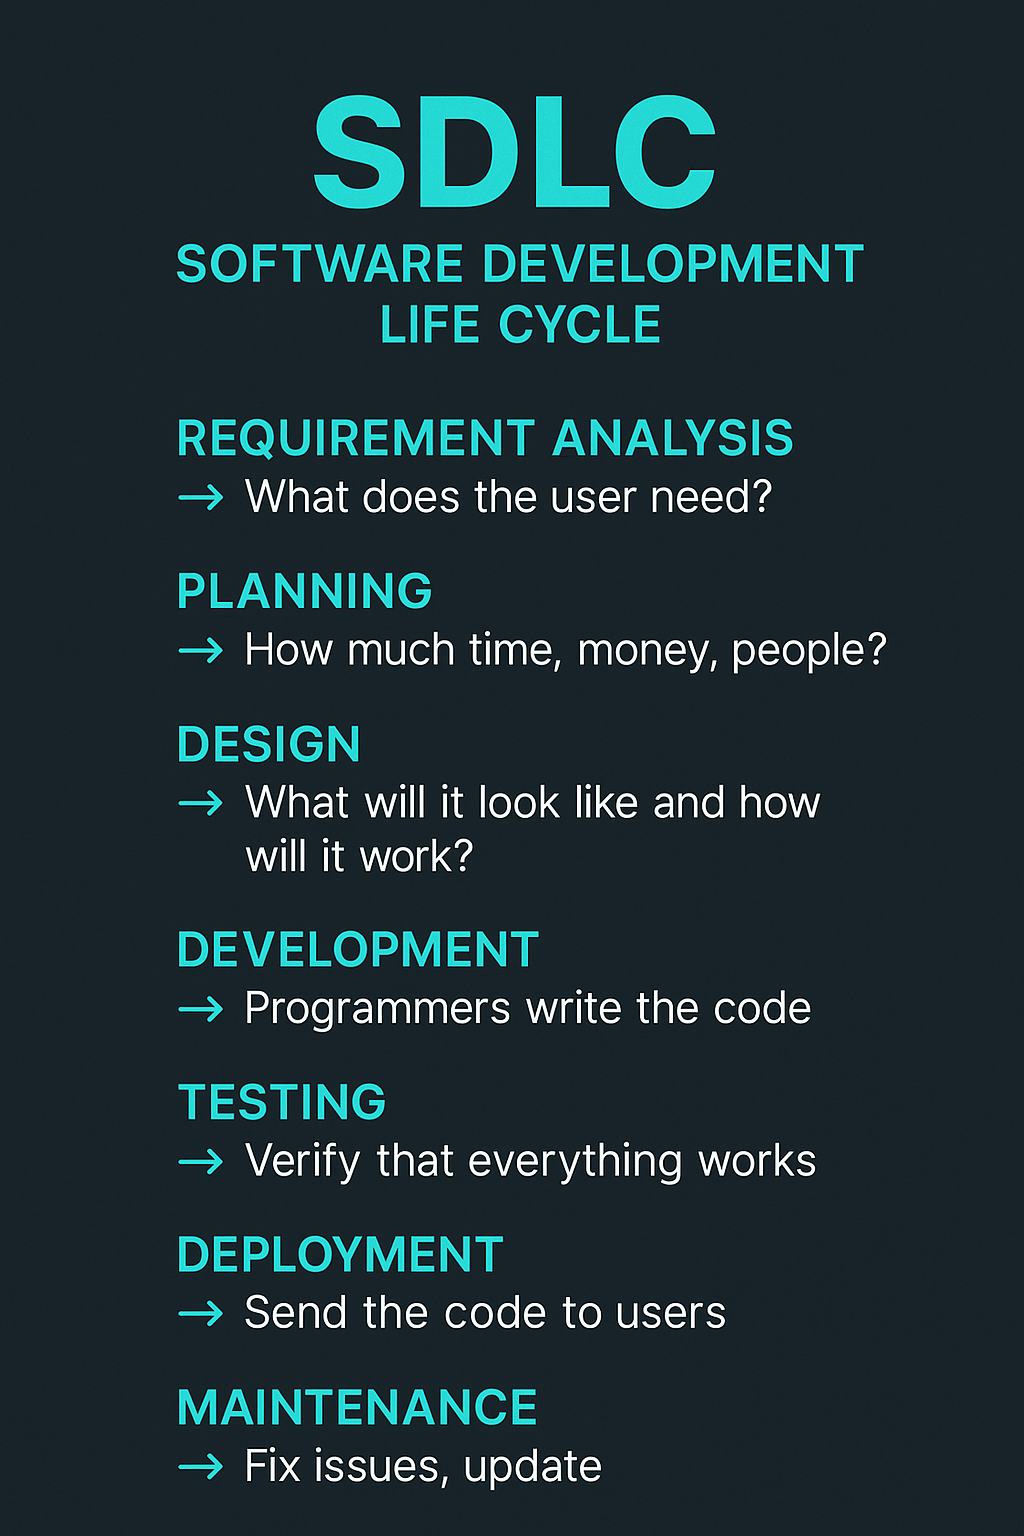 SDLC
SOFTWARE DEVELOPMENT
LIFE CYCLE
REQUIREMENT ANALYSIS
→ What does the user need?
PLANNING
→ How much time, money, people?
DESIGN
→ What will it look like and how
will it work?
DEVELOPMENT
→ Programmers write the code
TESTING
→ Verify that everything works
DEPLOYMENT
→ Send the code to users
MAINTENANCE
→ Fix issues, update